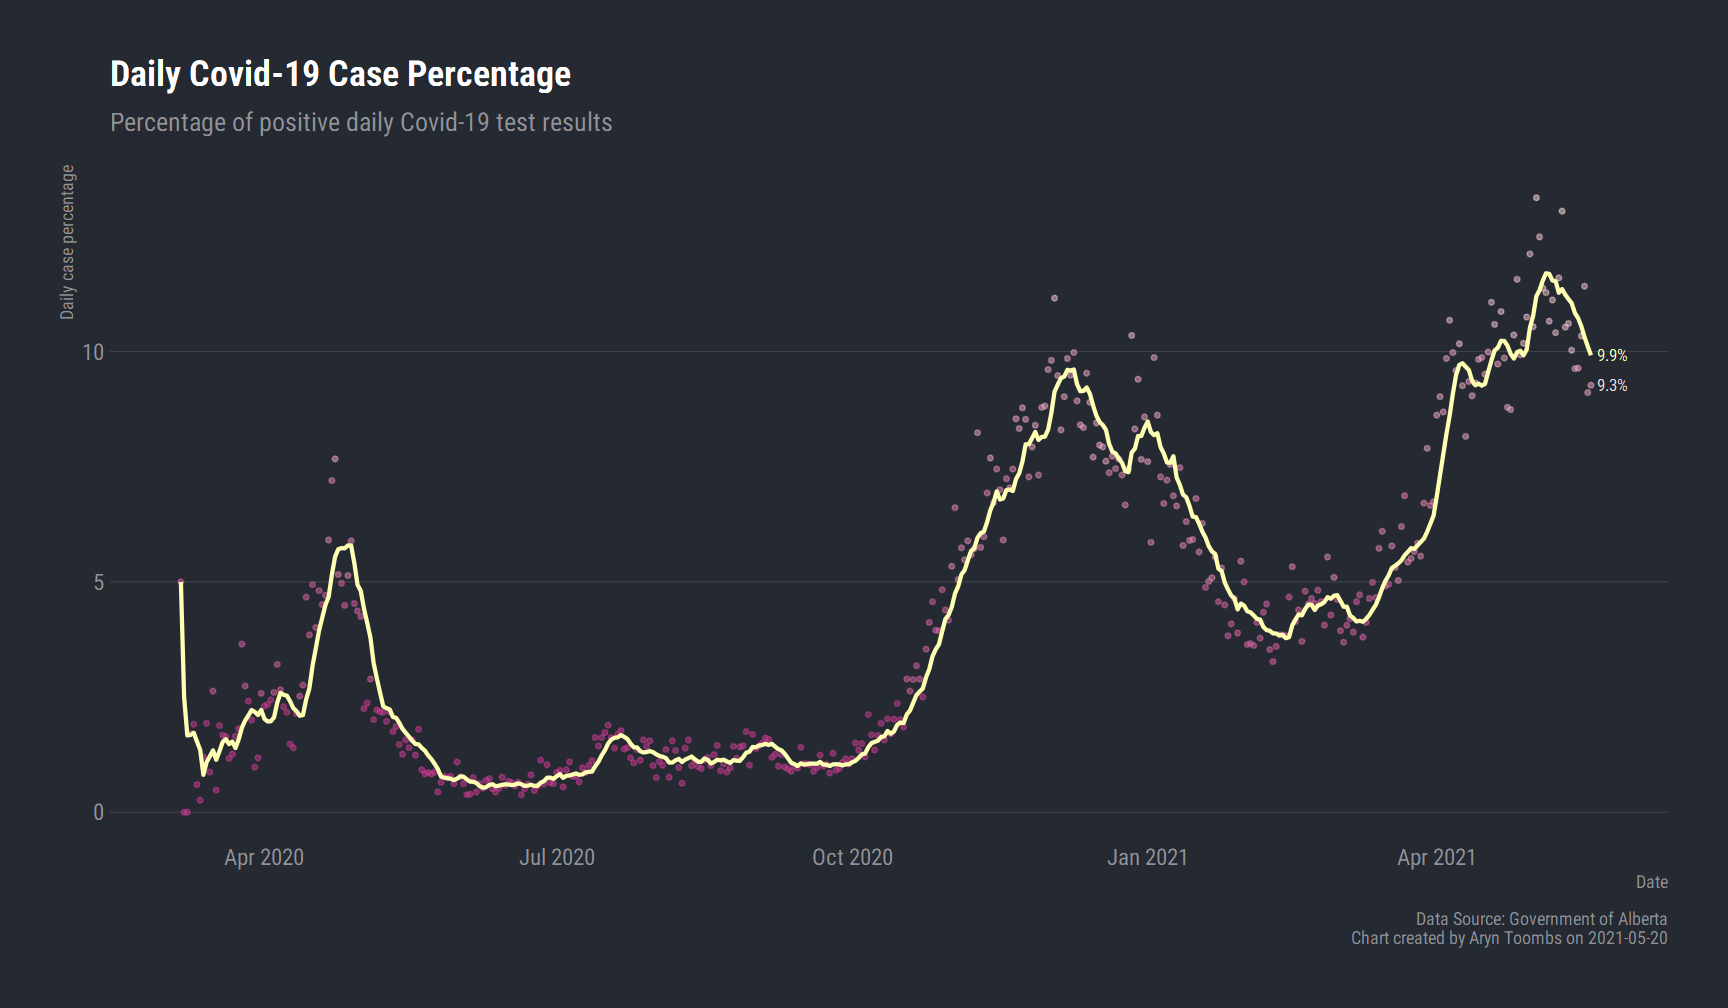 Daily Covid-19 Case Percentage
Percentage of positive daily Covid-19 test results
Daily case percentage
10
5
0
9.9%
9.3%
Apr 2020
Jul 2020
Oct 2020
Jan 2021
Apr 2021
Date
Data Source: Government of Alberta
Chart created by Aryn Toombs on 2021-05-20